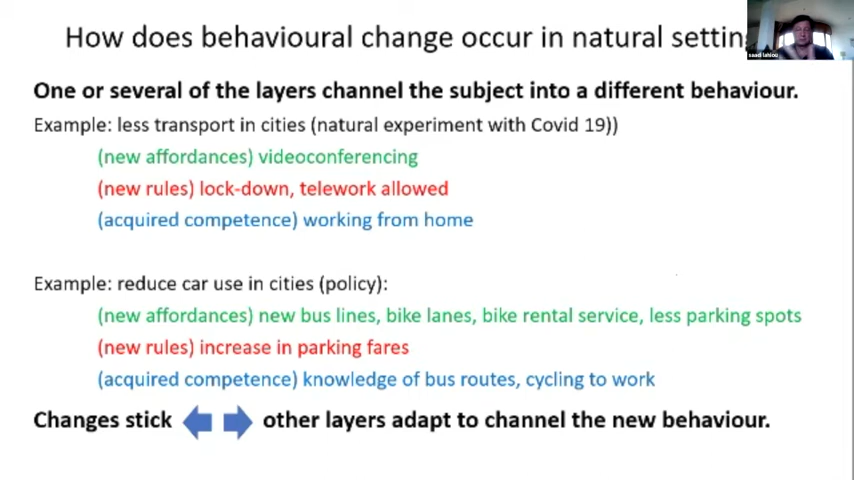 How does behavioural change occur in natural setting
saadi lahlou
One or several of the layers channel the subject into a different behaviour.
Example: less transport in cities (natural experiment with Covid 19))
(new affordances) videoconferencing
(new rules) lock-down, telework allowed
(acquired competence) working from home
Example: reduce car use in cities (policy):
(new affordances) new bus lines, bike lanes, bike rental service, less parking spots
(new rules) increase in parking fares
(acquired competence) knowledge of bus routes, cycling to work
Changes stick other layers adapt to channel the new behaviour.